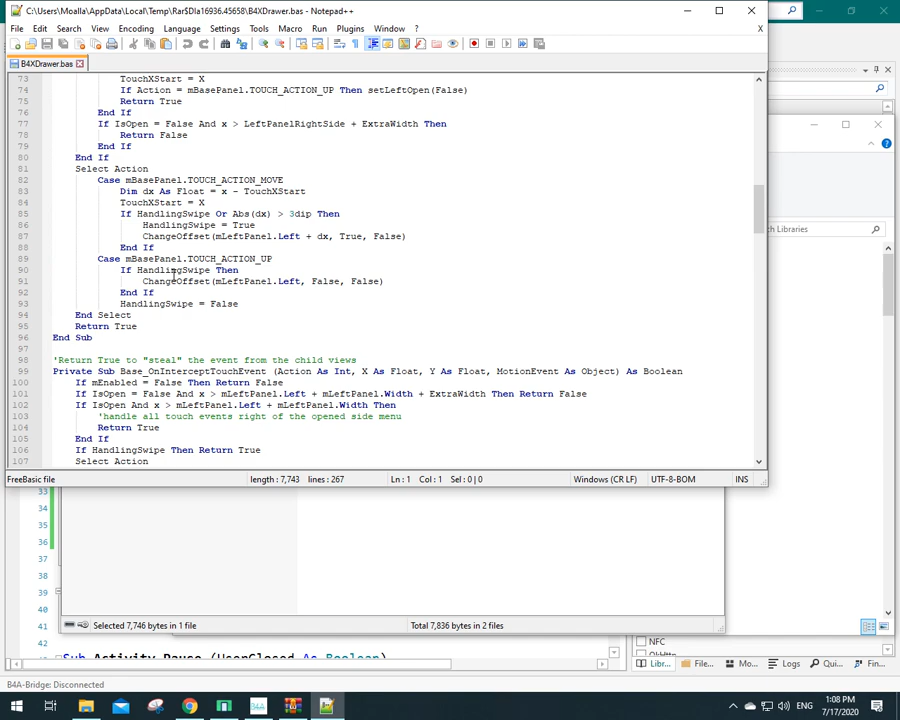 C:\Users\Moalla\AppData\Local\Temp\Rar$DIa16936.45658\B4XDrawer.bas - Notepad++
File Edit Search View Encoding Language Settings Tools Macro Run Plugins Window ? X
B4XDrawer.bas
73 TouchXStart = X
74 If Action = mBasePanel.TOUCH_ACTION_UP Then setLeftOpen(False)
75 Return True
76 End If
77 If IsOpen = False And x > LeftPanelRightSide + ExtraWidth Then
78 Return False
79 End If
80 End If
81 Select Action
82 Case mBasePanel.TOUCH_ACTION_MOVE
83 Dim dx As Float = x - TouchXStart
84 TouchXStart = X
85 If HandlingSwipe Or Abs(dx) > 3dip Then
86 HandlingSwipe = True
87 ChangeOffset(mLeftPanel.Left + dx, True, False)
88 End If
89 Case mBasePanel.TOUCH_ACTION_UP
90 If HandlingSwipe Then
91 ChangeOffset(mLeftPanel.Left, False, False)
92 End If
93 HandlingSwipe = False
94 End Select
95 Return True
96 End Sub
97
98 'Return True to "steal" the event from the child views
99 Private Sub Base_OnInterceptTouchEvent (Action As Int, X As Float, Y As Float, MotionEvent As Object) As Boolean
100 If mEnabled = False Then Return False
101 If IsOpen = False And x > mLeftPanel.Left + mLeftPanel.Width + ExtraWidth Then Return False
102 If IsOpen And x > mLeftPanel.Left + mLeftPanel.Width Then
103 'handle all touch events right of the opened side menu
104 Return True
105 End If
106 If HandlingSwipe Then Return True
107 Select Action
FreeBasic file length : 7,743 lines : 267 Ln : 1 Col : 1 Sel : 0 | 0 Windows (CR LF) UTF-8-BOM INS
ch Libraries
33
34
35
36
37
38
39
40
41
42
Selected 7,746 bytes in 1 file Total 7,836 bytes in 2 files
43 Sub Activity_Pause (UserClosed As Boolean)
NFC
OkHttp
Libr... File... Mo... Logs Qui... Fin...
B4A-Bridge: Disconnected
B4A
ENG
1:08 PM
7/17/2020